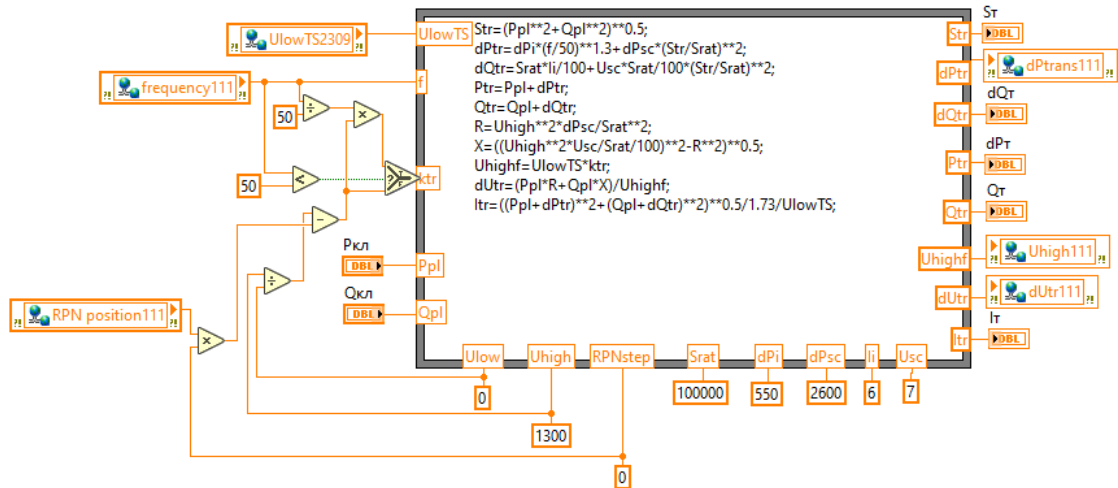 UlowTS2309
frequency111
50
50
RPN position111
Pкл
DBL
Qкл
DBL
UlowTS
f
ktr
Ppl
Qpl
Str=(Ppl**2+Qpl**2)**0.5;
dPtr=dPi*(f/50)**1.3+dPsc*(Str/Srat)**2;
dQtr=Srat*Ii/100+Usc*Srat/100*(Str/Srat)**2;
Ptr=Ppl+dPtr;
Qtr=Qpl+dQtr;
R=Uhigh**2*dPsc/Srat**2;
X=((Uhigh**2*Usc/Srat/100)**2-R**2)**0.5;
Uhighf=UlowTS*ktr;
dUtr=(Ppl*R+Qpl*X)/Uhighf;
Itr=((Ppl+dPtr)**2+(Qpl+dQtr)**2)**0.5/1.73/UlowTS;
Ulow Uhigh RPNstep Srat dPi dPsc Ii Usc
0
1300
0
100000 550 2600 6 7
Sт
Str DBL
dPtr dPtrans111
dQт
dQtr DBL
dPт
Ptr DBL
Qт
Qtr DBL
Uhighf Uhigh111
dUtr dUtr111
Iт
Itr DBL